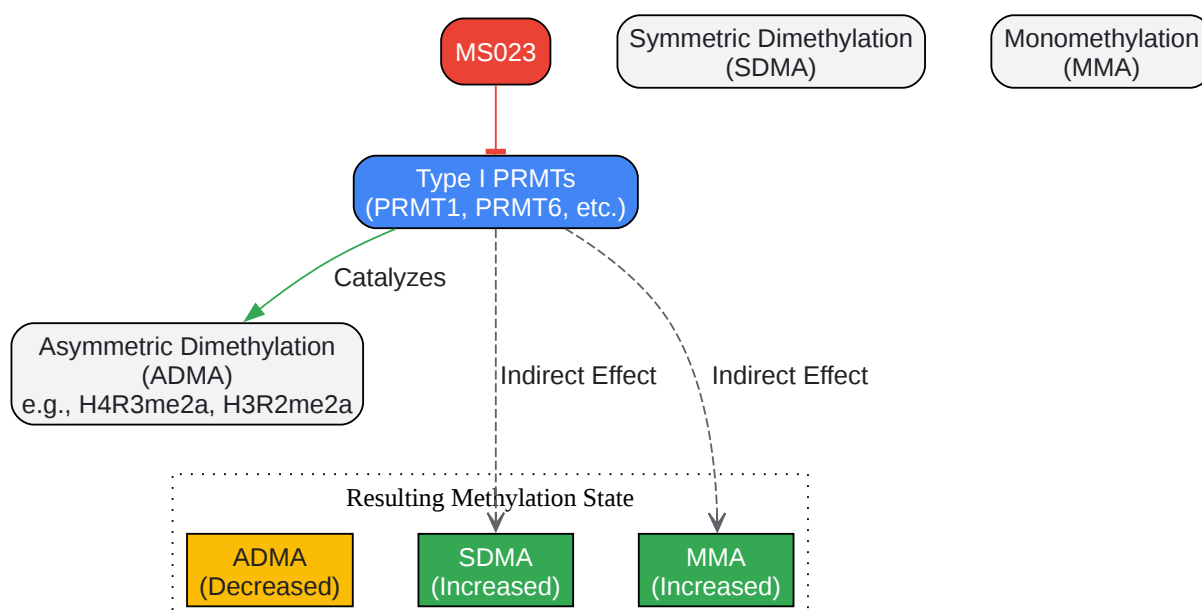 MS023
Symmetric Dimethylation
(SDMA)
Monomethylation
(MMA)
Type I PRMTs
(PRMT1, PRMT6, etc.)
Catalyzes
Asymmetric Dimethylation
(ADMA)
e.g., H4R3me2a, H3R2me2a
Indirect Effect
Indirect Effect
Resulting Methylation State
ADMA
(Decreased)
SDMA
(Increased)
MMA
(Increased)